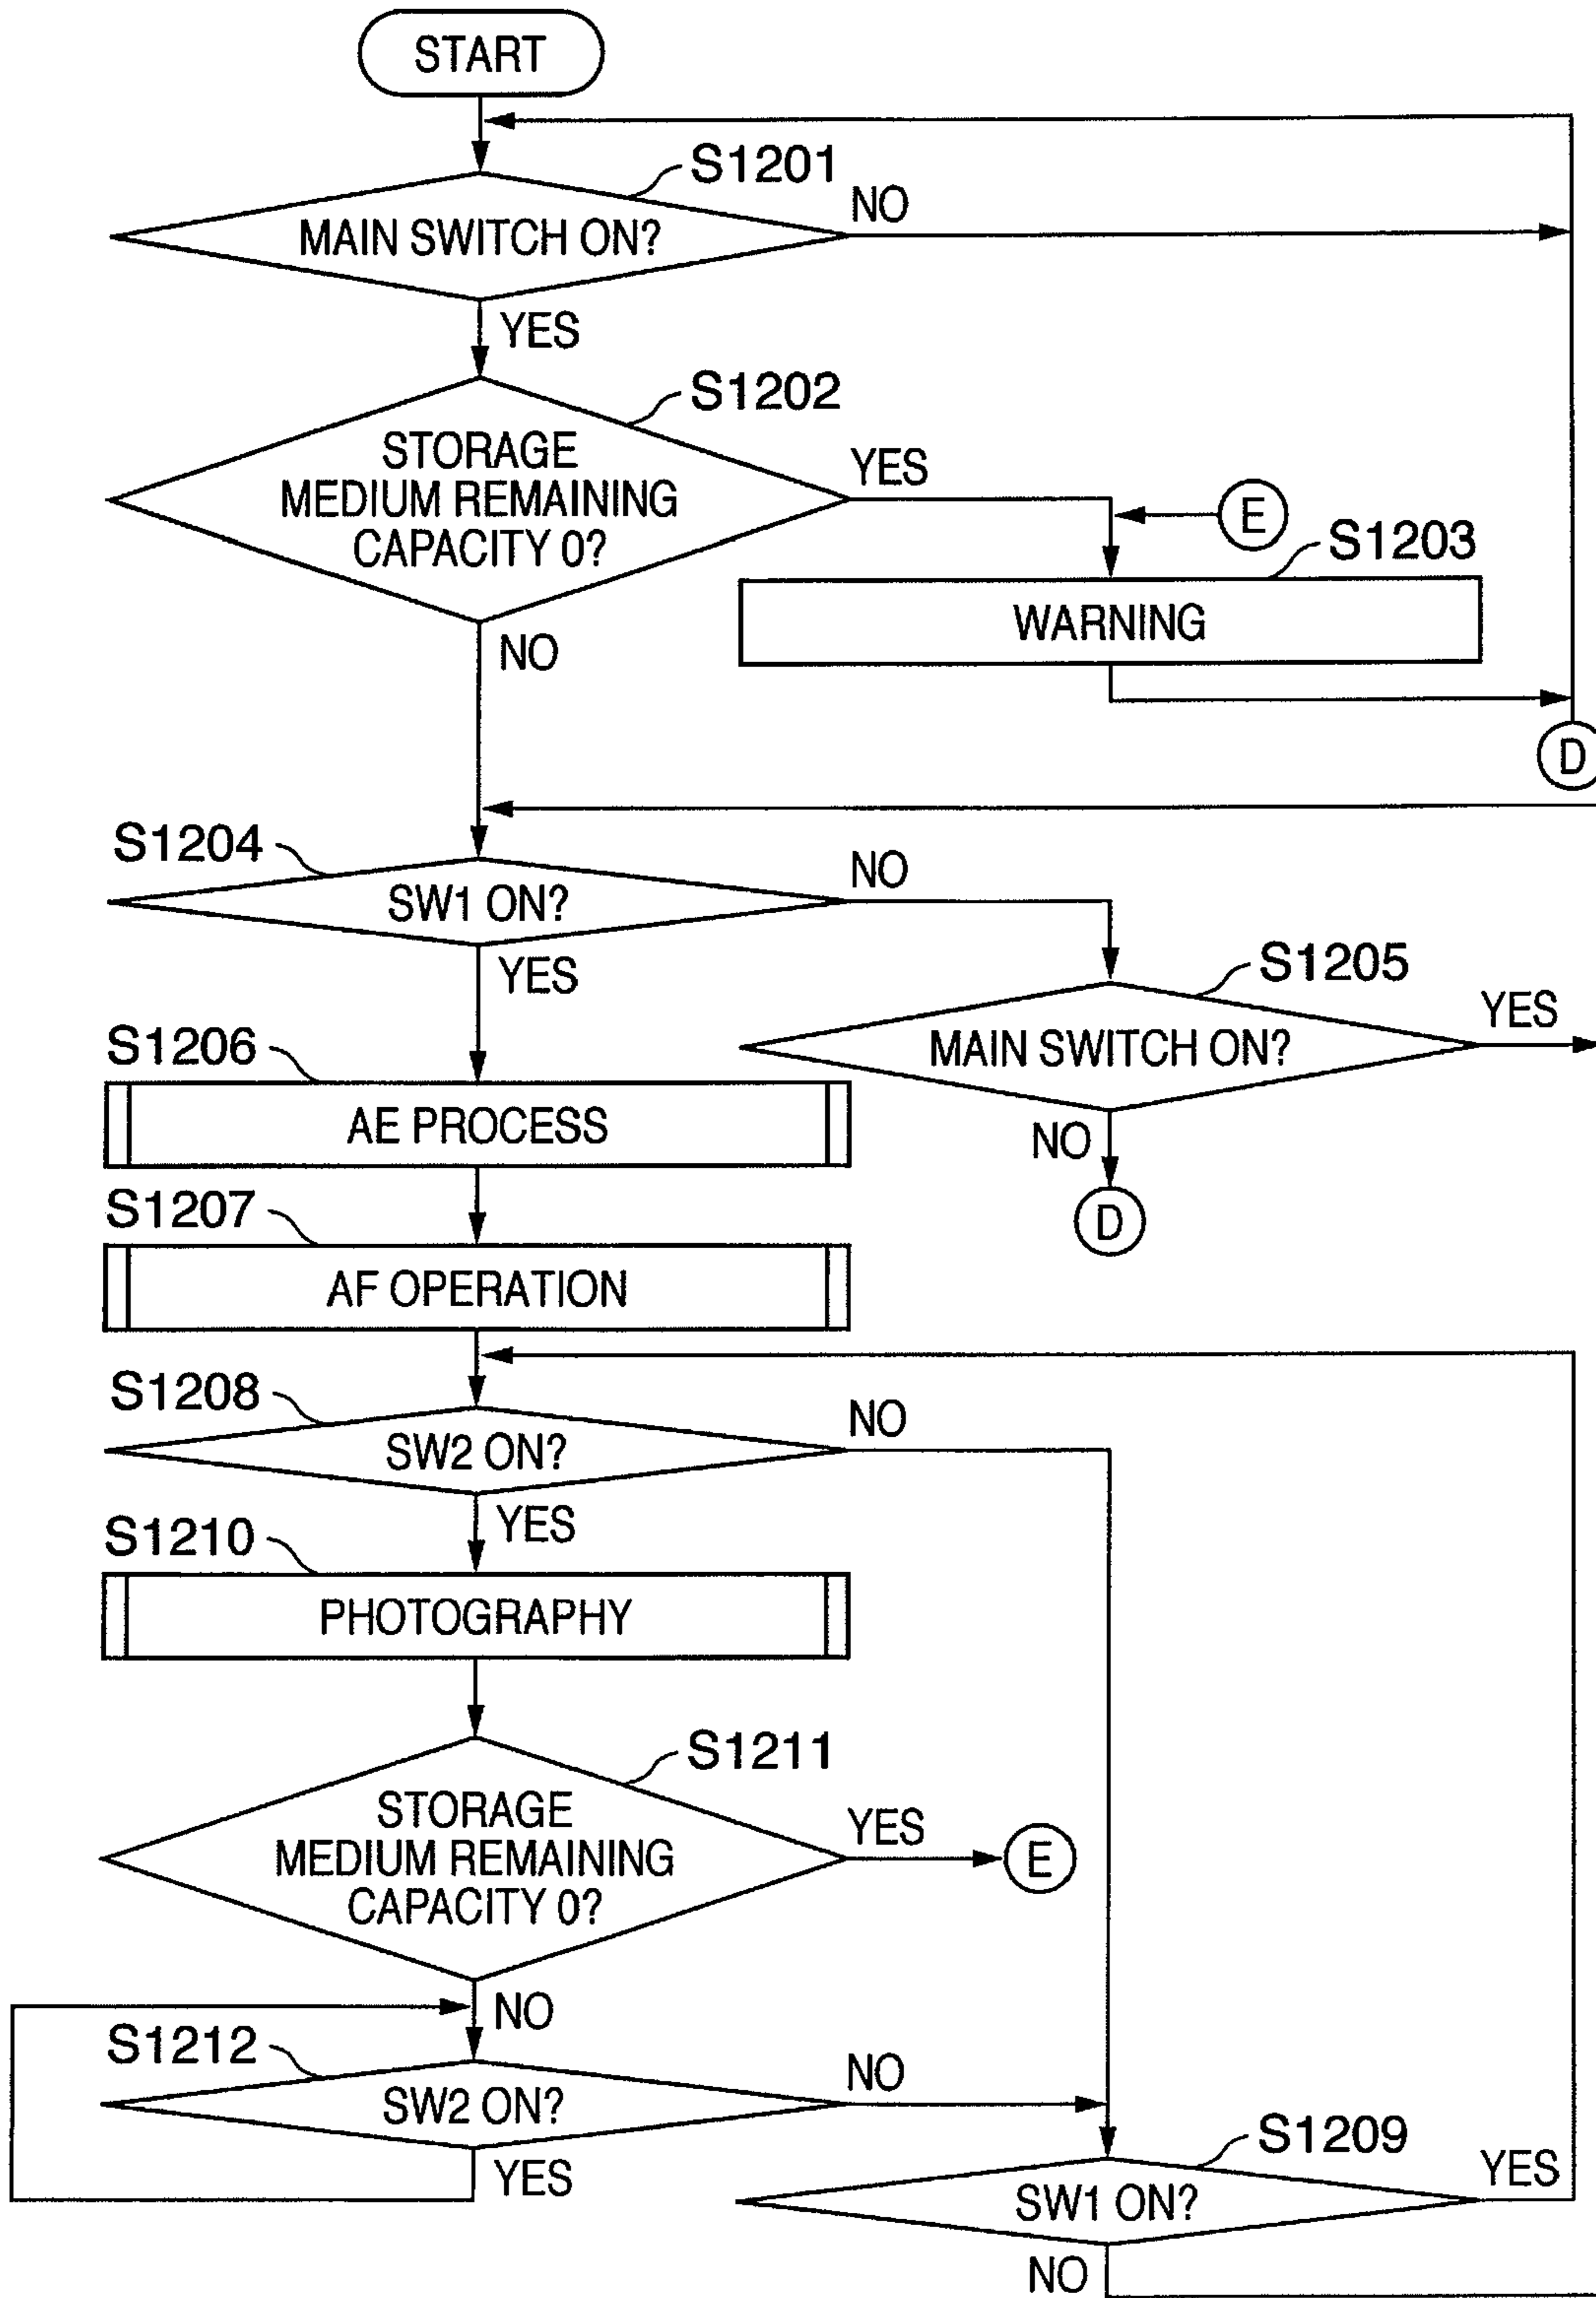 START
S1201
MAIN SWITCH ON?
NO
YES
S1202
STORAGE
MEDIUM REMAINING
CAPACITY 0?
YES
E
S1203
WARNING
NO
D
S1204
SW1 ON?
NO
YES
S1205
MAIN SWITCH ON?
YES
NO
D
S1206
AE PROCESS
S1207
AF OPERATION
S1208
SW2 ON?
NO
YES
S1210
PHOTOGRAPHY
S1211
STORAGE
MEDIUM REMAINING
CAPACITY 0?
YES
E
NO
S1212
SW2 ON?
NO
YES
S1209
SW1 ON?
YES
NO